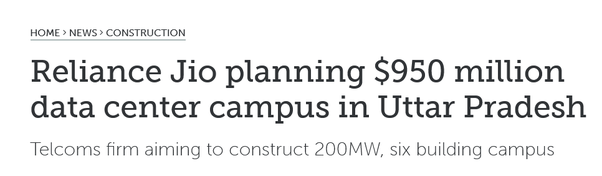 HOME > NEWS > CONSTRUCTION
Reliance Jio planning $950 million
data center campus in Uttar Pradesh
Telcoms firm aiming to construct 200MW, six building campus